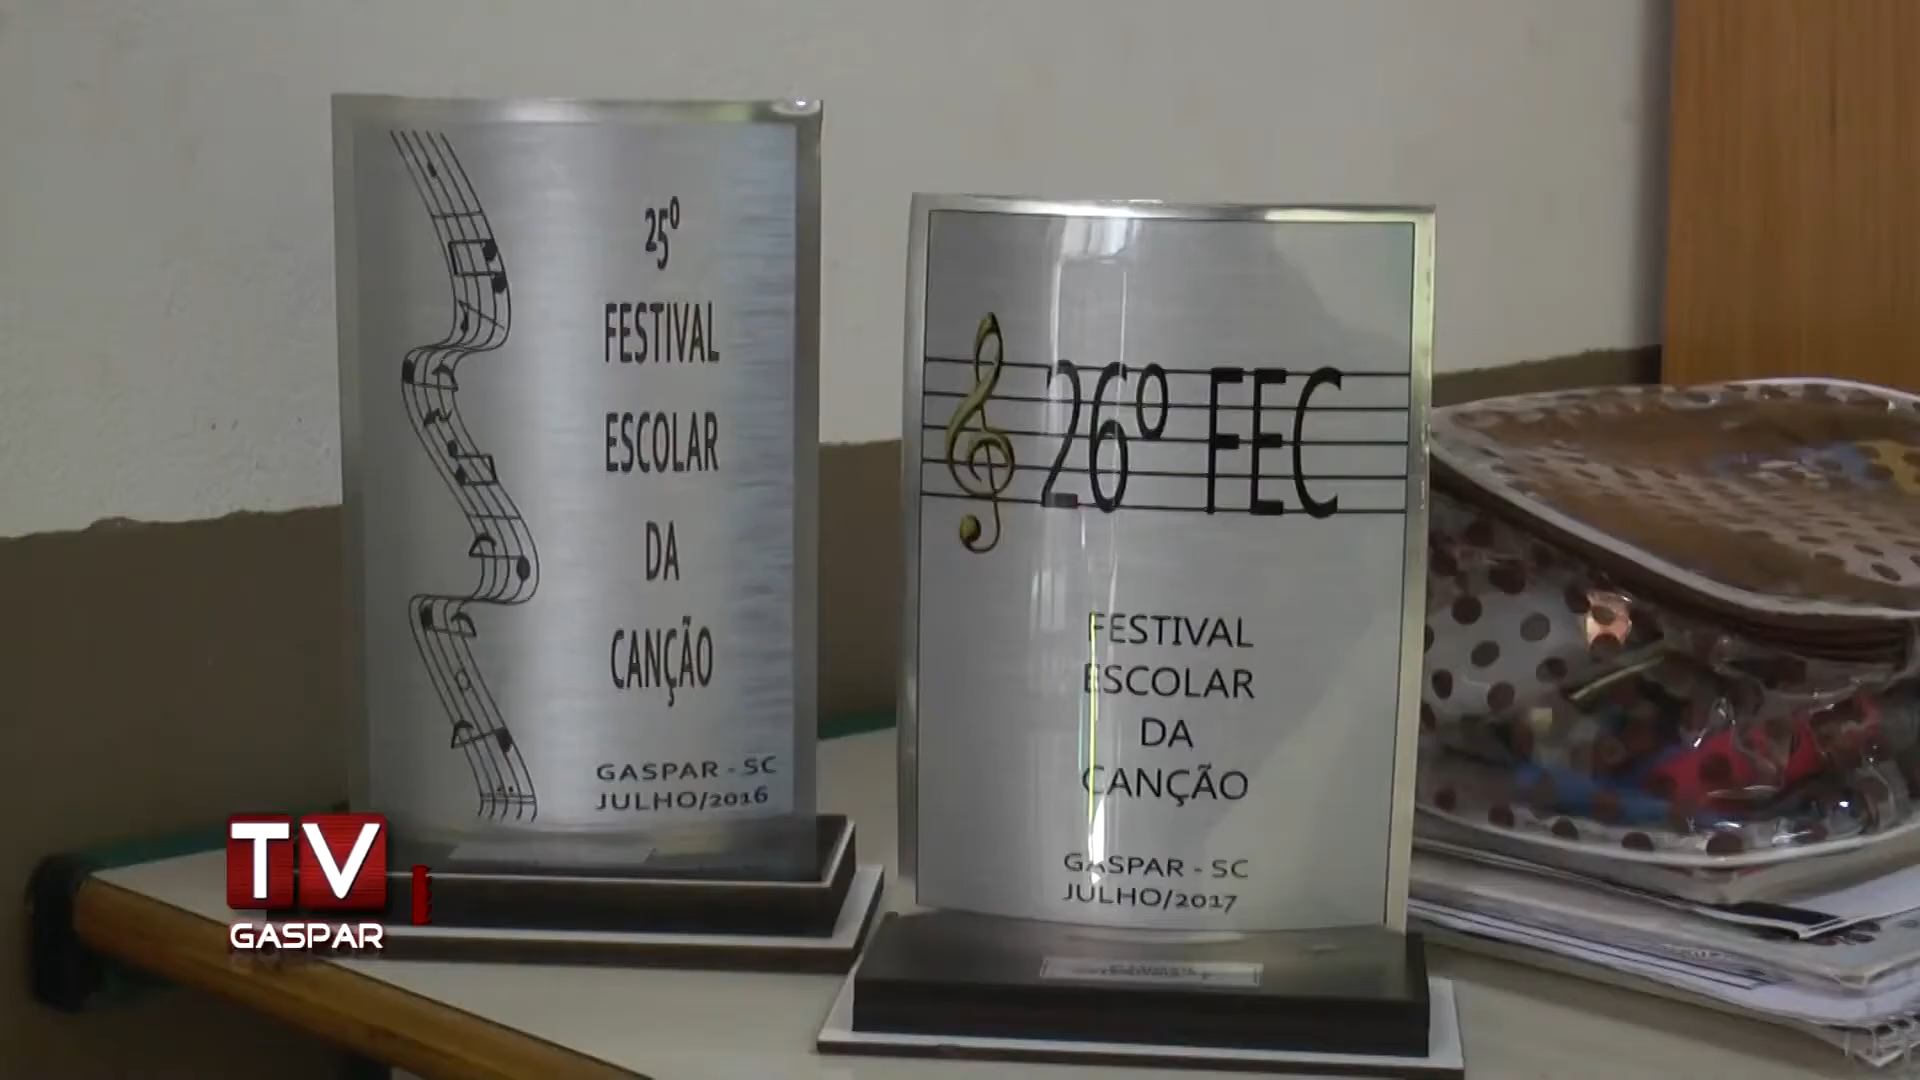 25º
FESTIVAL
ESCOLAR
DA
CANÇÃO
GASPAR - SC
JULHO/2016
26º FEC
FESTIVAL
ESCOLAR
DA
CANÇÃO
GASPAR - SC
JULHO/2017
TV
GASPAR